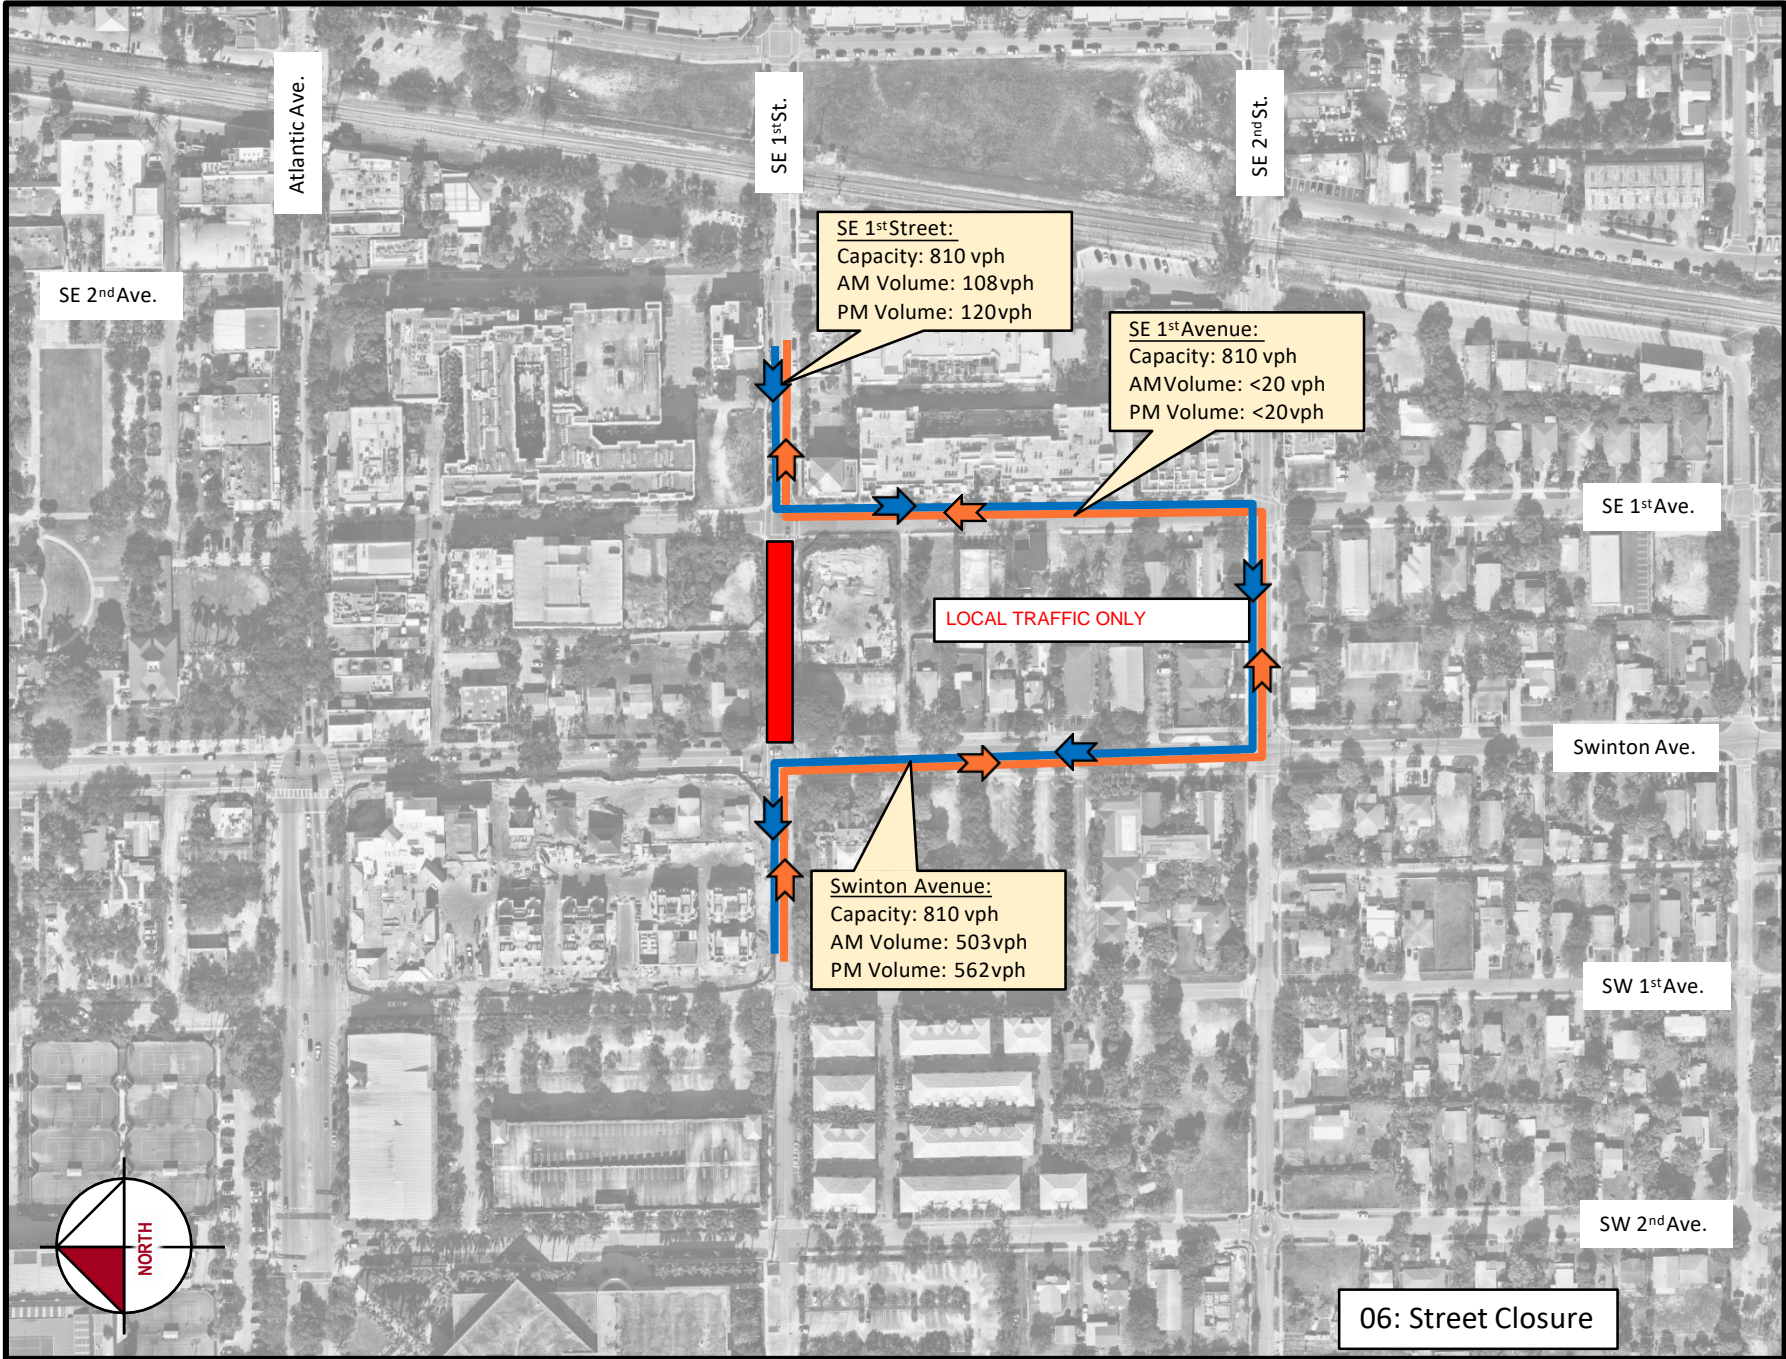 Atlantic Ave.
SE 1st St.
SE 2nd St.
SE 2nd Ave.
SE 1st Street:
Capacity: 810 vph
AM Volume: 108vph
PM Volume: 120vph
SE 1st Avenue:
Capacity: 810 vph
AM Volume: <20 vph
PM Volume: <20vph
SE 1st Ave.
LOCAL TRAFFIC ONLY
Swinton Ave.
Swinton Avenue:
Capacity: 810 vph
AM Volume: 503vph
PM Volume: 562vph
SW 1st Ave.
SW 2nd Ave.
NORTH
06: Street Closure